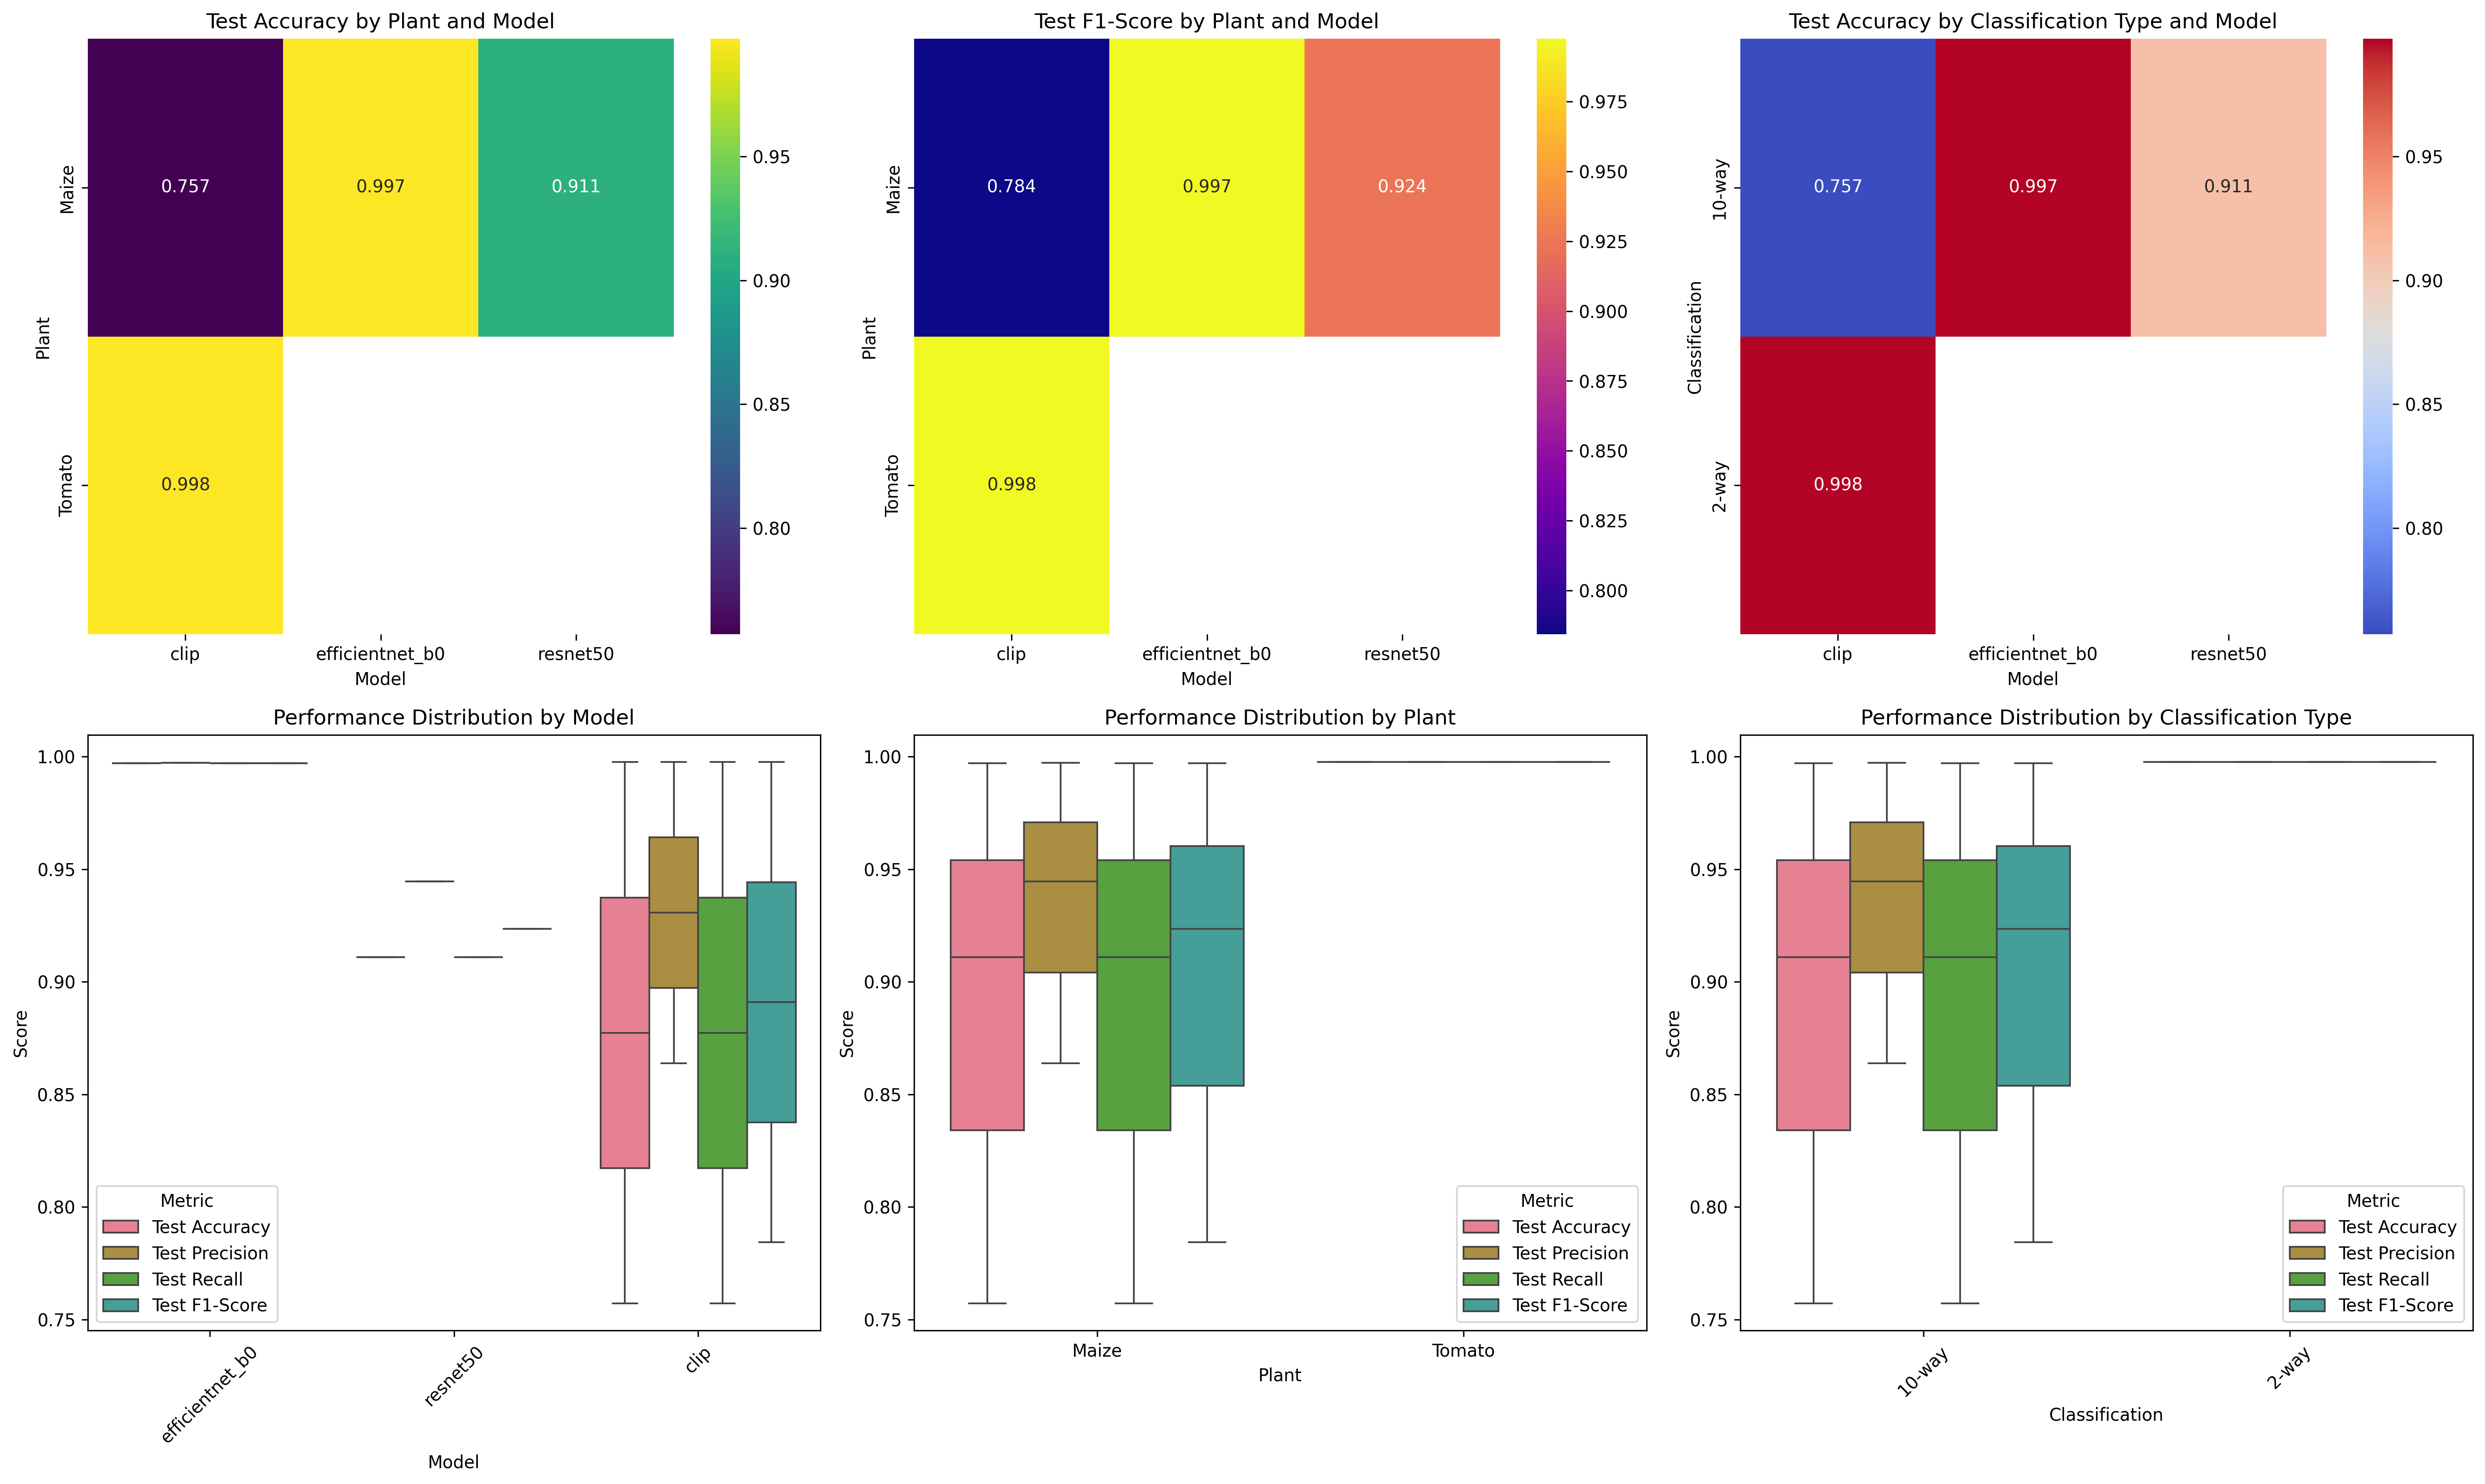 Test Accuracy by Plant and Model
Plant
Maize
Tomato
0.757
0.997
0.911
0.998
clip
efficientnet_b0
resnet50
Model
0.95
0.90
0.85
0.80
Test F1-Score by Plant and Model
Plant
Maize
Tomato
0.784
0.997
0.924
0.998
clip
efficientnet_b0
resnet50
Model
0.975
0.950
0.925
0.900
0.875
0.850
0.825
0.800
Test Accuracy by Classification Type and Model
Classification
10-way
2-way
0.757
0.997
0.911
0.998
clip
efficientnet_b0
resnet50
Model
0.95
0.90
0.85
0.80
Performance Distribution by Model
Score
1.00
0.95
0.90
0.85
0.80
0.75
Metric
Test Accuracy
Test Precision
Test Recall
Test F1-Score
efficientnet_b0
resnet50
clip
Model
Performance Distribution by Plant
Score
1.00
0.95
0.90
0.85
0.80
0.75
Metric
Test Accuracy
Test Precision
Test Recall
Test F1-Score
Maize
Tomato
Plant
Performance Distribution by Classification Type
Score
1.00
0.95
0.90
0.85
0.80
0.75
Metric
Test Accuracy
Test Precision
Test Recall
Test F1-Score
10-way
2-way
Classification